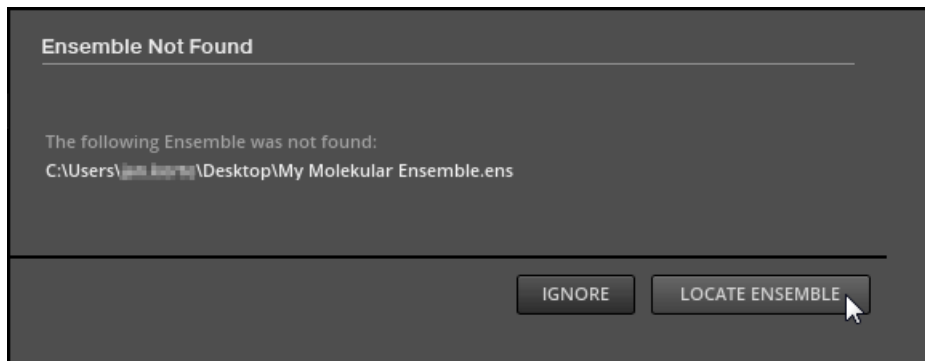 Ensemble Not Found
The following Ensemble was not found:
C:\Users\ \Desktop\My Molekular Ensemble.ens
IGNORE
LOCATE ENSEMBLE